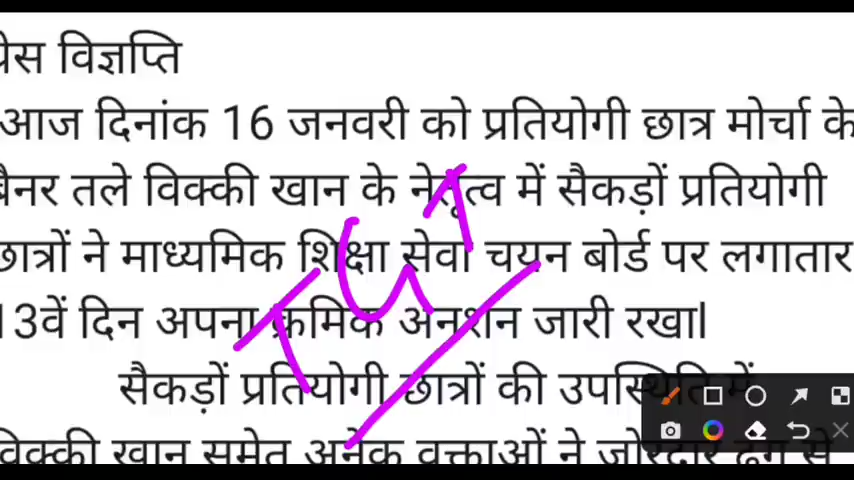 प्रेस विज्ञप्ति
आज दिनांक 16 जनवरी को प्रतियोगी छात्र मोर्चा के
बैनर तले विक्की खान के नेतृत्व में सैकड़ों प्रतियोगी
छात्रों ने माध्यमिक शिक्षा सेवा चयन बोर्ड पर लगातार
13वें दिन अपना क्रमिक अनशन जारी रखा।
सैकड़ों प्रतियोगी छात्रों की उपस्थिति में
विक्की खान समेत अनेक वक्ताओं ने जोरदार ढंग से